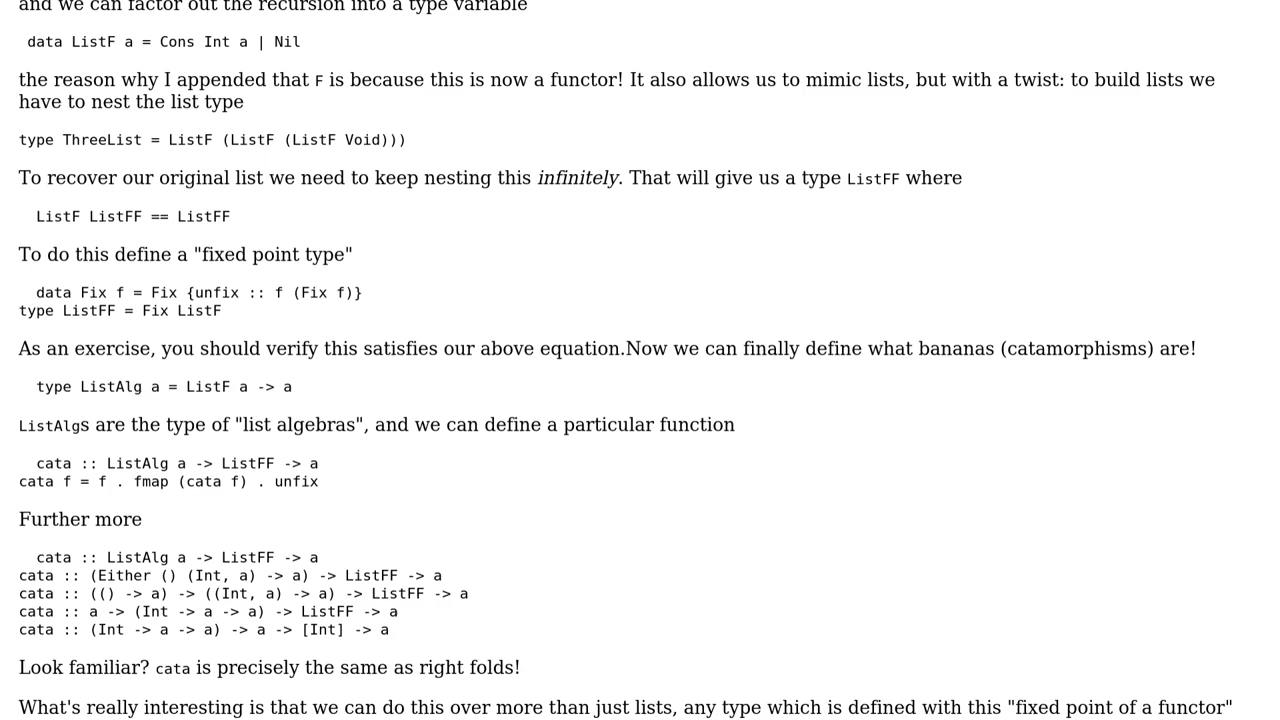 and we can factor out the recursion into a type variable
data ListF a = Cons Int a | Nil
the reason why I appended that F is because this is now a functor! It also allows us to mimic lists, but with a twist: to build lists we
have to nest the list type
type ThreeList = ListF (ListF (ListF Void)))
To recover our original list we need to keep nesting this infinitely. That will give us a type ListFF where
ListF ListFF == ListFF
To do this define a "fixed point type"
data Fix f = Fix {unfix :: f (Fix f)}
type ListFF = Fix ListF
As an exercise, you should verify this satisfies our above equation.Now we can finally define what bananas (catamorphisms) are!
type ListAlg a = ListF a -> a
ListAlgs are the type of "list algebras", and we can define a particular function
cata :: ListAlg a -> ListFF -> a
cata f = f . fmap (cata f) . unfix
Further more
cata :: ListAlg a -> ListFF -> a
cata :: (Either () (Int, a) -> a) -> ListFF -> a
cata :: (() -> a) -> ((Int, a) -> a) -> ListFF -> a
cata :: a -> (Int -> a -> a) -> ListFF -> a
cata :: (Int -> a -> a) -> a -> [Int] -> a
Look familiar? cata is precisely the same as right folds!
What's really interesting is that we can do this over more than just lists, any type which is defined with this "fixed point of a functor"